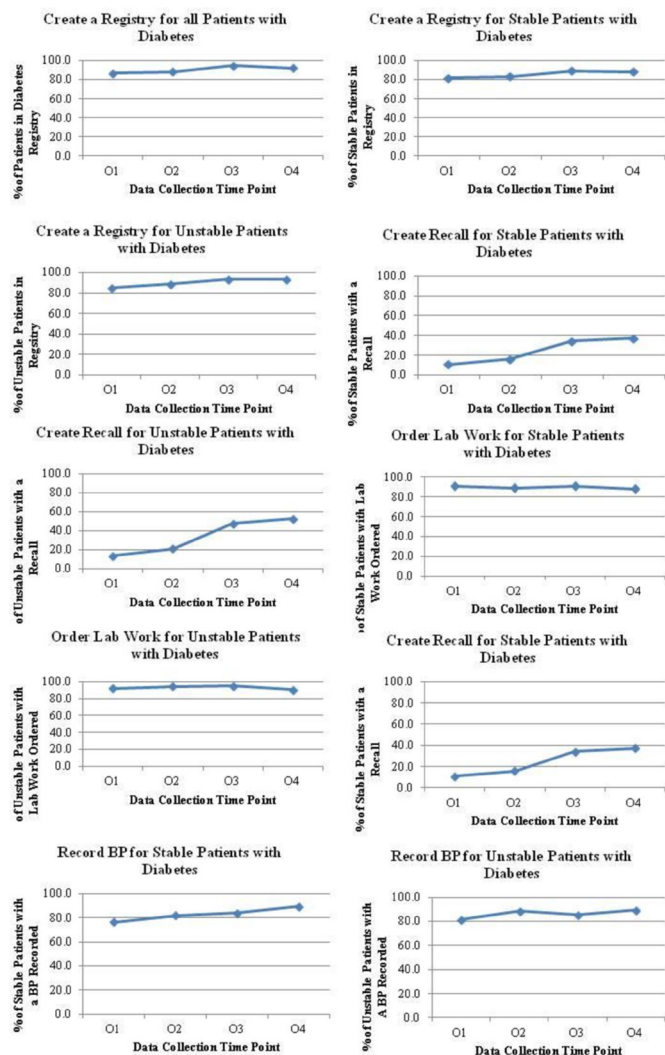 Create a Registry for all Patients with
Diabetes
%of Patients in Diabetes
Registry
100.0
80.0
60.0
40.0
20.0
0.0
O1 O2 O3 O4
Data Collection Time Point
Create a Registry for Stable Patients with
Diabetes
%of Stable Patients in
Registry
100.0
80.0
60.0
40.0
20.0
0.0
O1 O2 O3 O4
Data Collection Time Point
Create a Registry for Unstable Patients
with Diabetes
%of Unstable Patients in
Regsitry
100.0
80.0
60.0
40.0
20.0
0.0
O1 O2 O3 O4
Data Collection Time Point
Create Recall for Stable Patients with
Diabetes
%of Stable Patients with a
Recall
100.0
80.0
60.0
40.0
20.0
0.0
O1 O2 O3 O4
Data Collection Time Point
Create Recall for Unstable Patients with
Diabetes
of Unstable Patients with a
Recall
100.0
80.0
60.0
40.0
20.0
0.0
O1 O2 O3 O4
Data Collection Time Point
Order Lab Work for Stable Patients
with Diabetes
of Stable Patients with Lab
Work Ordered
100.0
80.0
60.0
40.0
20.0
0.0
O1 O2 O3 O4
Data Collection Time Point
Order Lab Work for Unstable Patients
with Diabetes
of Unstable Patients with
Lab Work Ordered
100.0
80.0
60.0
40.0
20.0
0.0
O1 O2 O3 O4
Data Collection Time Point
Create Recall for Stable Patients with
Diabetes
%of Stable Patients with a
Recall
100.0
80.0
60.0
40.0
20.0
0.0
O1 O2 O3 O4
Data Collection Time Point
Record BP for Stable Patients with
Diabetes
%of Stable Patients with
a BP Recorded
100.0
80.0
60.0
40.0
20.0
0.0
O1 O2 O3 O4
Data Collection Time Point
Record BP for Unstable Patients with
Diabetes
%of Unstable Patients with
A BP Recorded
100.0
80.0
60.0
40.0
20.0
0.0
O1 O2 O3 O4
Data Collection Time Point